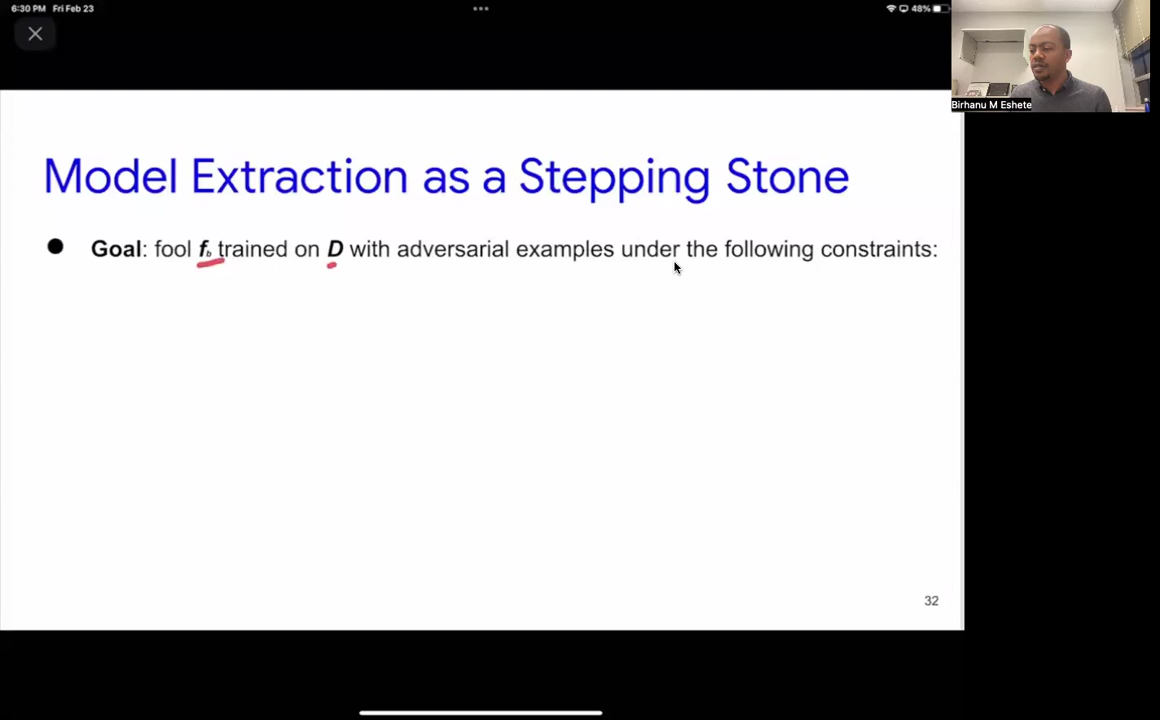 6:30 PM Fri Feb 23
48%
Birhanu M Eshete
Model Extraction as a Stepping Stone
Goal: fool fb trained on D with adversarial examples under the following constraints:
32